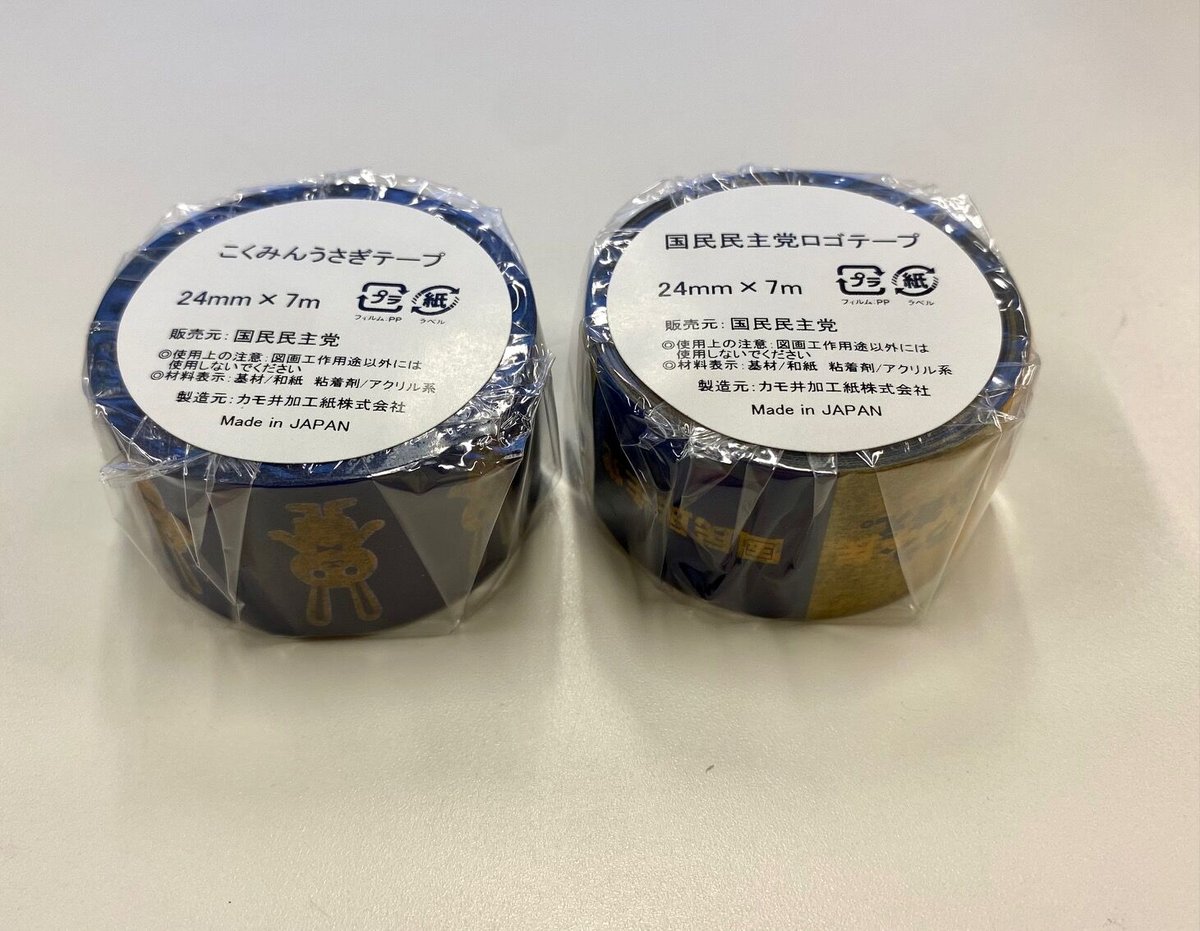 こくみんうさぎテープ
24mm×7m
プラ
紙
フィルム:PP
ラベル
販売元:国民民主党
◎使用上の注意:図画工作用途以外には
使用しないでください
◎材料表示:基材/和紙 粘着剤/アクリル系
製造元:カモ井加工紙株式会社
Made in JAPAN
国民民主党ロゴテープ
24mm×7m
プラ
紙
フィルム:PP
ラベル
販売元:国民民主党
◎使用上の注意:図画工作用途以外には
使用しないでください
◎材料表示:基材/和紙 粘着剤/アクリル系
製造元:カモ井加工紙株式会社
Made in JAPAN